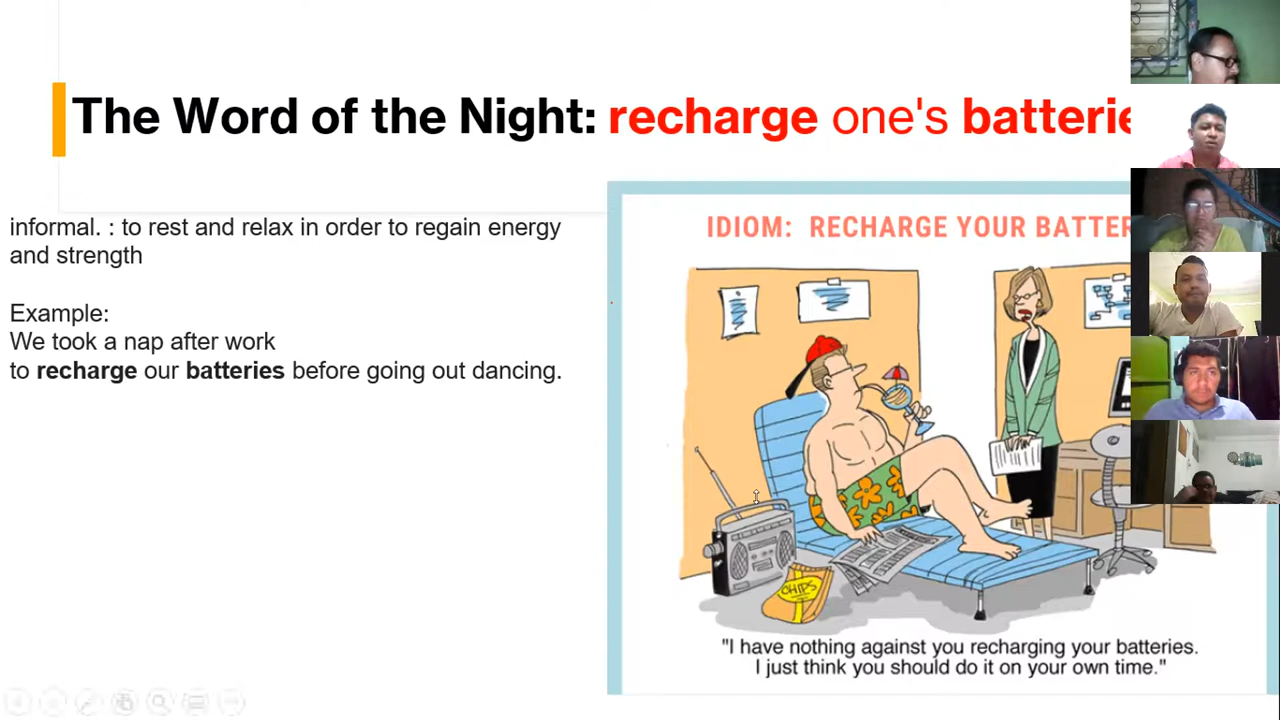 The Word of the Night: recharge one's batterie
informal. : to rest and relax in order to regain energy
and strength
Example:
We took a nap after work
to recharge our batteries before going out dancing.
IDIOM: RECHARGE YOUR BATTER
CHIPS
"I have nothing against you recharging your batteries.
I just think you should do it on your own time."